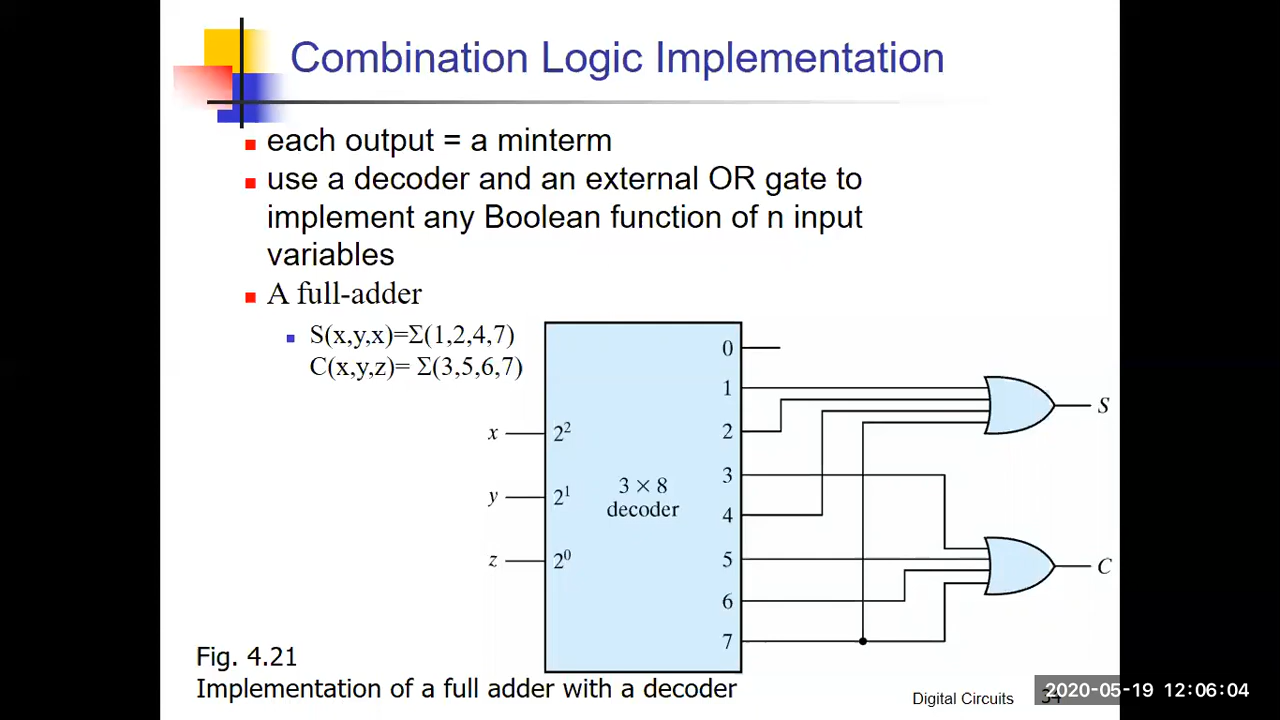 Combination Logic Implementation
each output = a minterm
use a decoder and an external OR gate to
implement any Boolean function of n input
variables
A full-adder
S(x,y,x)=Σ(1,2,4,7)
C(x,y,z)= Σ(3,5,6,7)
x
y
z
2²
2¹
2⁰
3 × 8
decoder
0
1
2
3
4
5
6
7
S
C
Fig. 4.21
Implementation of a full adder with a decoder
Digital Circuits
2020-05-19 12:06:04